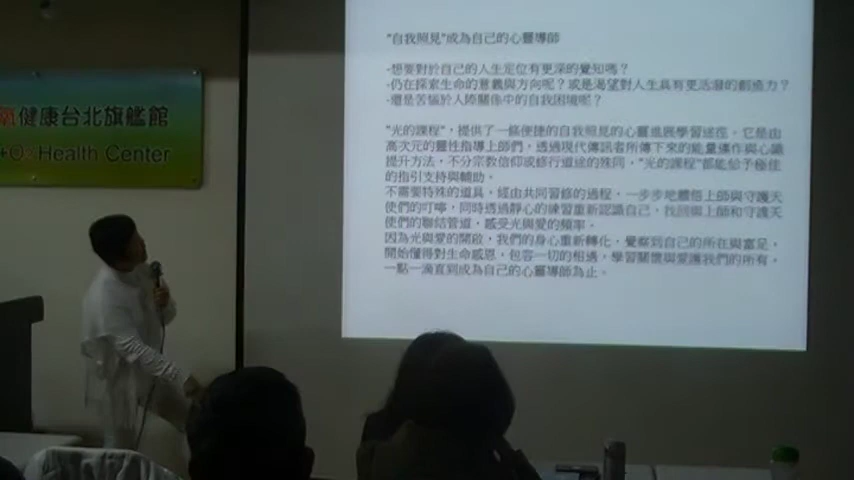 健康台北旗艦館
Health Center
"自我照見"成為自己的心靈導師
-想要對於自己的人生定位有更深的覺知嗎？
-仍在探索生命的意義與方向呢？或是渴望對人生具有更活潑的創造力？
-還是苦惱於人際關係中的自我困境呢？
"光的課程"，提供了一條便捷的自我照見的心靈進展學習途徑。它是由
高次元的靈性指導上師們，透過現代傳訊者所傳下來的能量運作與心識
提升方法，不分宗教信仰或修行道途的殊同，"光的課程"都能給予極佳
的指引支持與輔助。
不需要特殊的道具，經由共同習修的過程，一步步地體悟上師與守護天
使們的叮嚀，同時透過靜心的練習重新認識自己，找回與上師和守護天
使們的聯結管道，感受光與愛的頻率。
因為光與愛的開啟，我們的身心重新轉化，覺察到自己的所在與富足，
開始懂得對生命感恩，包容一切的相遇，學習關懷與愛護我們的所有，
一點一滴直到成為自己的心靈導師為止。